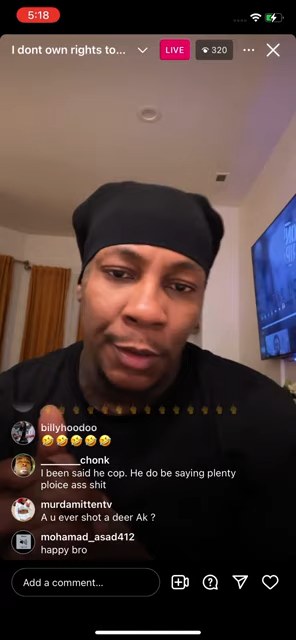 5:18
I dont own rights to...
LIVE
320
billyhoodoo
🤣🤣🤣🤣🤣
________chonk
I been said he cop. He do be saying plenty
ploice ass shit
murdamittentv
A u ever shot a deer Ak ?
mohamad_asad412
happy bro
Add a comment...